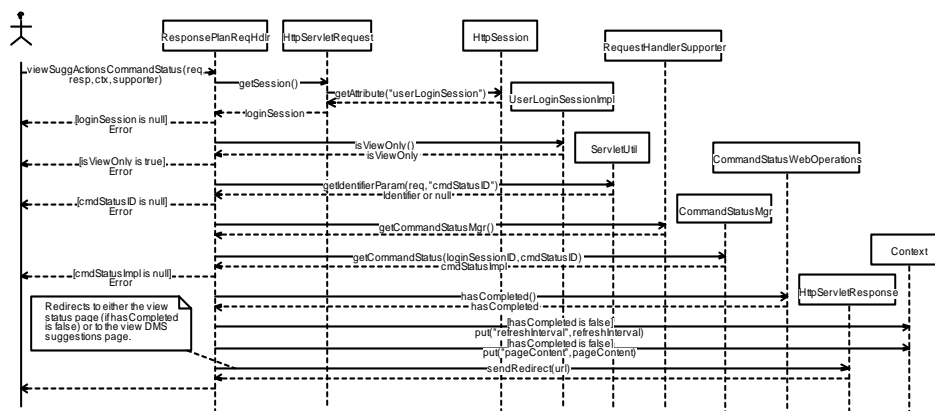 ResponsePlanReqHdlr
HttpServletRequest
HttpSession
RequestHandlerSupporter
viewSuggActionsCommandStatus(req,
resp, ctx, supporter)
getSession()
getAttribute("userLoginSession")
UserLoginSessionImpl
loginSession
[loginSession is null]
Error
isViewOnly()
isViewOnly
ServletUtil
CommandStatusWebOperations
[isViewOnly is true]
Error
getIdentifierParam(req, "cmdStatusID")
Identifier or null
[cmdStatusID is null]
Error
CommandStatusMgr
getCommandStatusMgr()
getCommandStatus(loginSessionID, cmdStatusID)
cmdStatusImpl
Context
[cmdStatusImpl is null]
Error
HttpServletResponse
hasCompleted()
hasCompleted
Redirects to either the view
status page (if hasCompleted
is false) or to the view DMS
suggestions page.
[hasCompleted is false]
put("refreshInterval", refreshInterval)
[hasCompleted is false]
put("pageContent", pageContent)
sendRedirect(url)